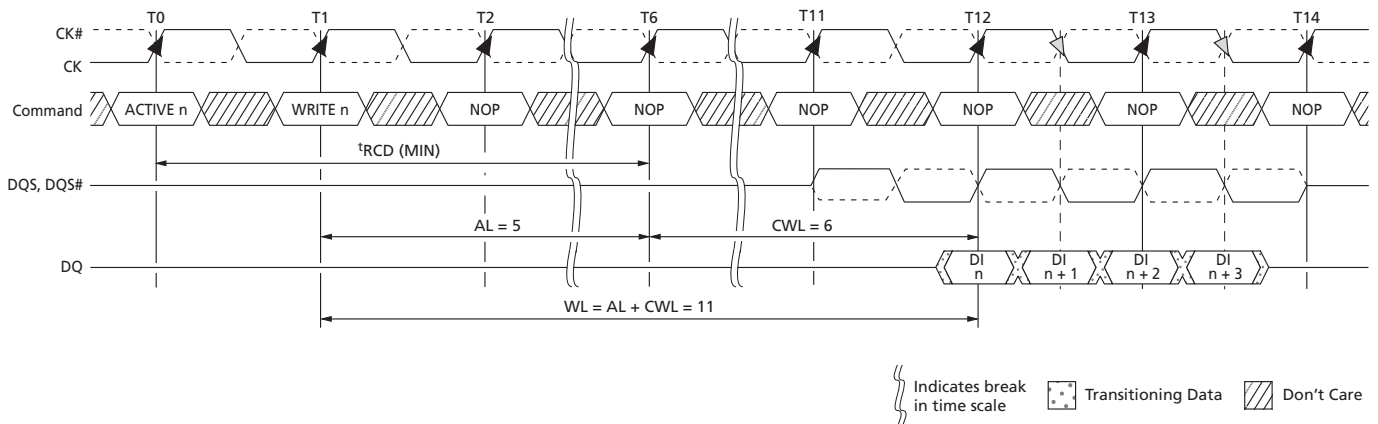 T0 T1 T2 T6 T11 T12 T13 T14
CK#
CK
Command ACTIVE n WRITE n NOP NOP NOP NOP NOP NOP
tRCD (MIN)
DQS, DQS#
AL = 5 CWL = 6
DQ DI n DI n + 1 DI n + 2 DI n + 3
WL = AL + CWL = 11
Indicates break
in time scale
Transitioning Data
Don't Care